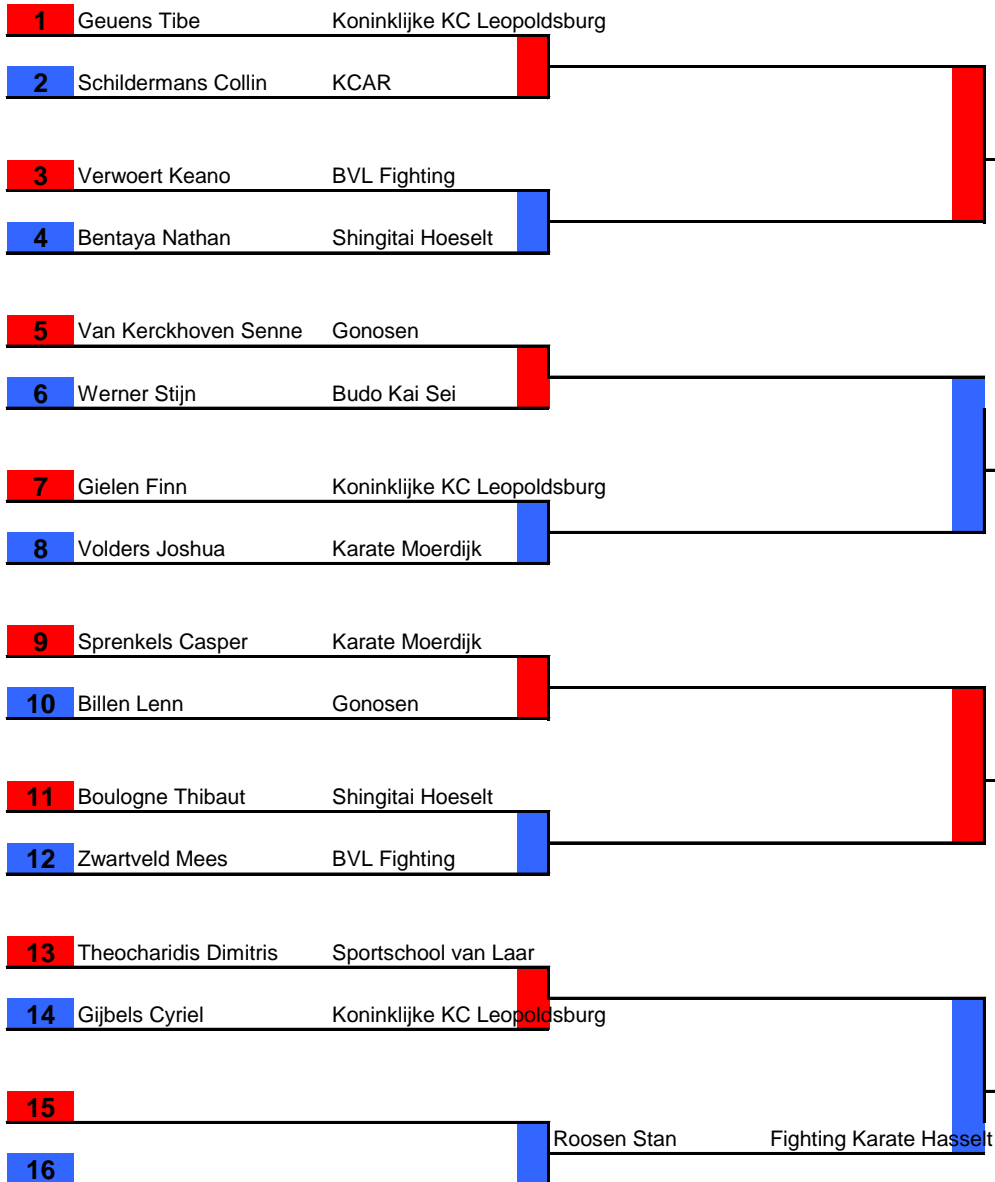 1 Geuens Tibe Koninklijke KC Leopoldsburg
2 Schildermans Collin KCAR
3 Verwoert Keano BVL Fighting
4 Bentaya Nathan Shingitai Hoeselt
5 Van Kerckhoven Senne Gonosen
6 Werner Stijn Budo Kai Sei
7 Gielen Finn Koninklijke KC Leopoldsburg
8 Volders Joshua Karate Moerdijk
9 Sprenkels Casper Karate Moerdijk
10 Billen Lenn Gonosen
11 Boulogne Thibaut Shingitai Hoeselt
12 Zwartveld Mees BVL Fighting
13 Theocharidis Dimitris Sportschool van Laar
14 Gijbels Cyriel Koninklijke KC Leopoldsburg
15
Roosen Stan Fighting Karate Hasselt
16